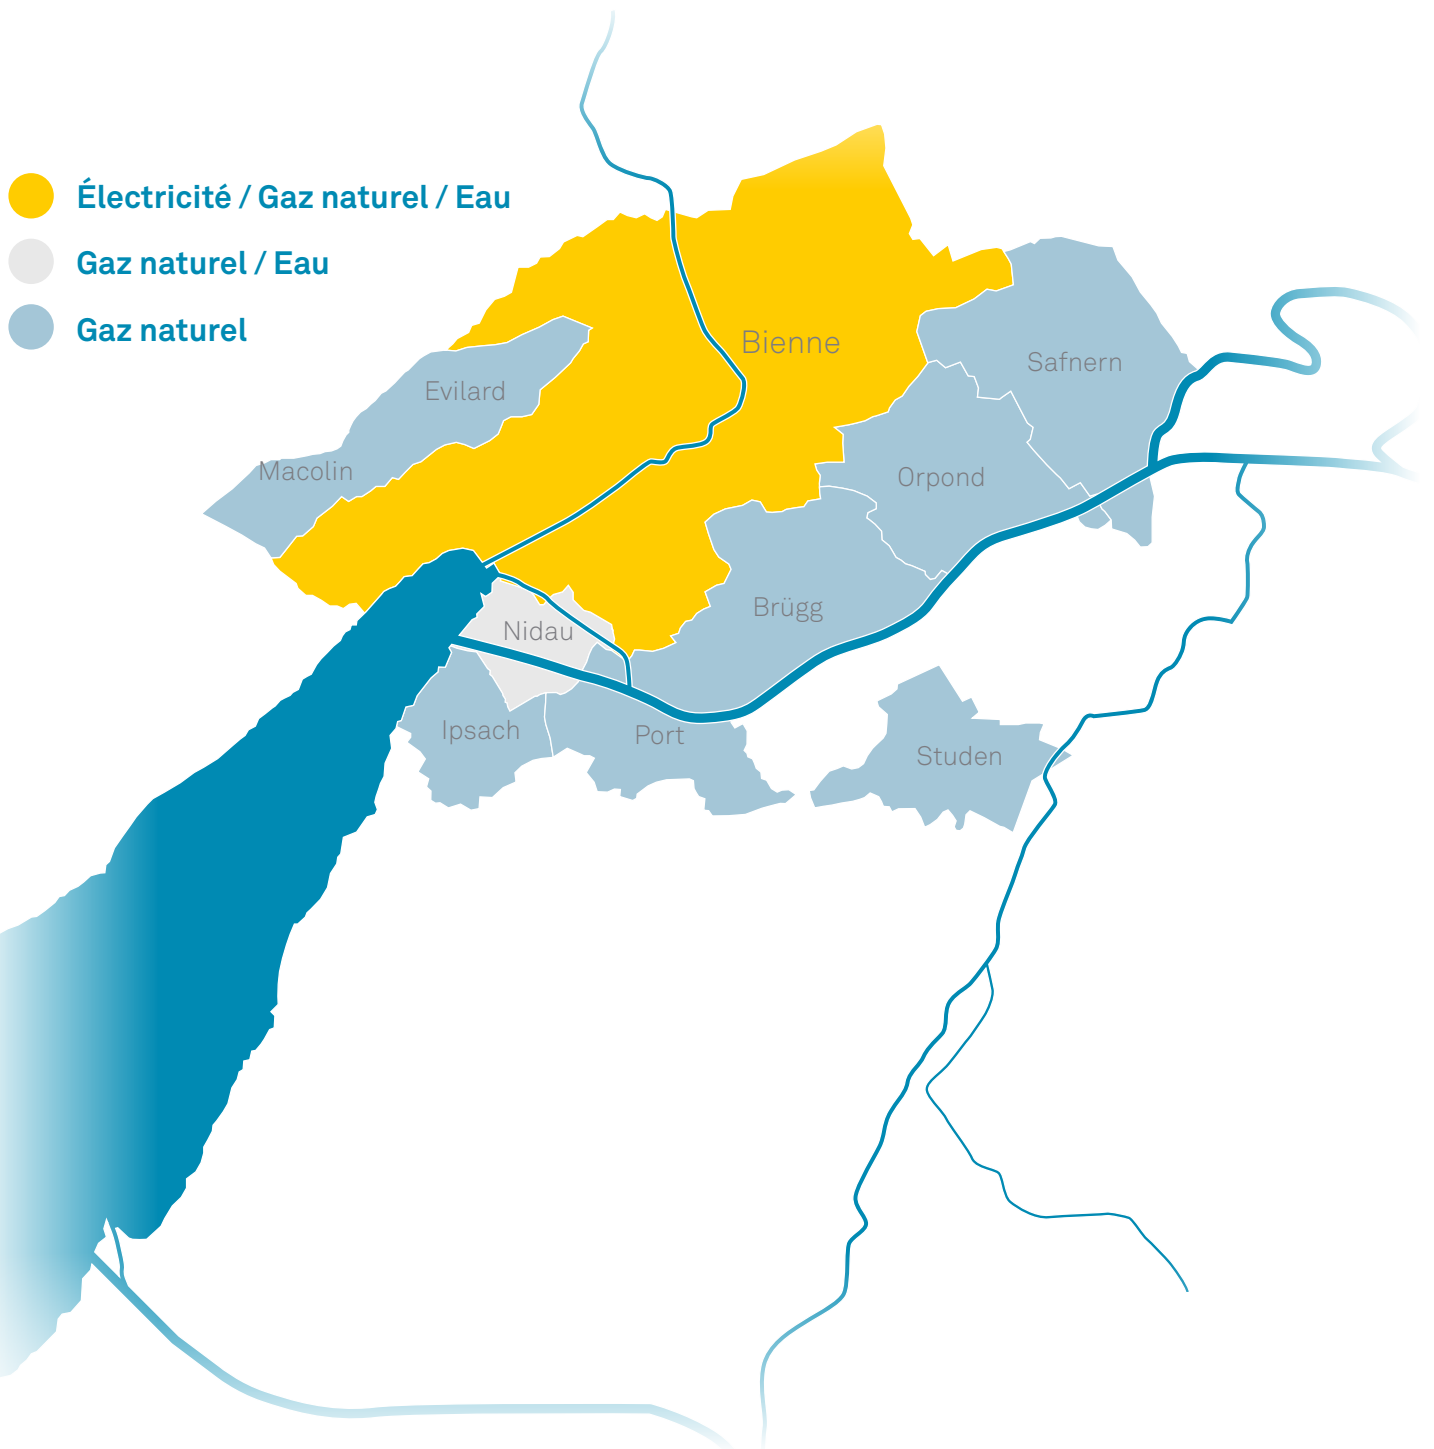 Électricité / Gaz naturel / Eau
Gaz naturel / Eau
Gaz naturel
Bienne
Safnern
Evilard
Macolin
Orpond
Brügg
Nidau
Ipsach
Port
Studen